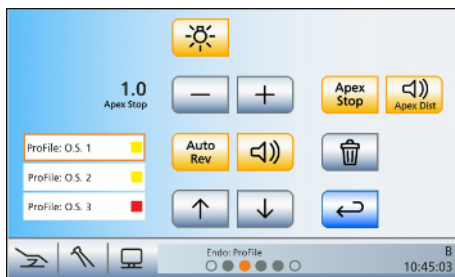 1.0
Apex Stop
Apex
Stop
Apex Dist
ProFile: O.S. 1
Auto
Rev
ProFile: O.S. 2
ProFile: O.S. 3
Endo: ProFile
B
10:45:03